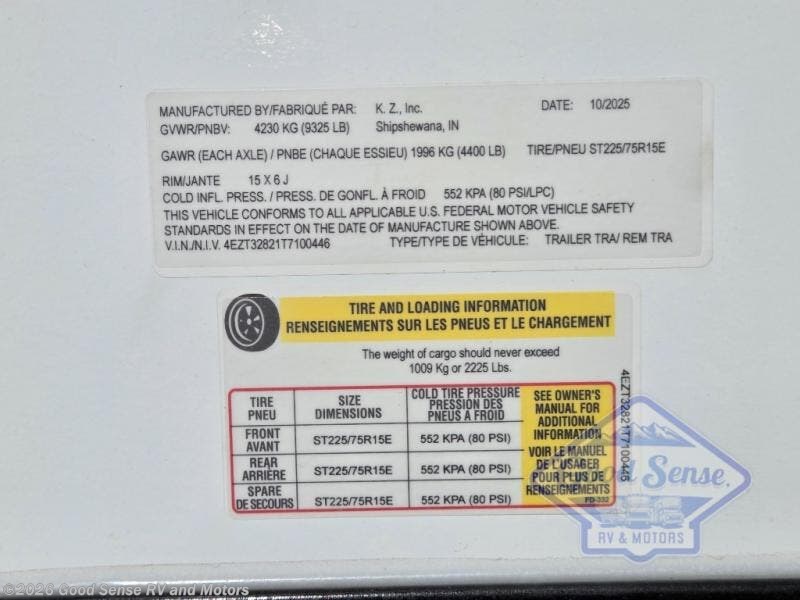 MANUFACTURED BY/FABRIQUÉ PAR: K. Z., Inc. DATE: 10/2025
GVWR/PNBV: 4230 KG (9325 LB) Shipshewana, IN
GAWR (EACH AXLE) / PNBE (CHAQUE ESSIEU) 1996 KG (4400 LB) TIRE/PNEU ST225/75R15E
RIM/JANTE 15 X 6 J
COLD INFL. PRESS. / PRESS. DE GONFL. À FROID 552 KPA (80 PSI/LPC)
THIS VEHICLE CONFORMS TO ALL APPLICABLE U.S. FEDERAL MOTOR VEHICLE SAFETY
STANDARDS IN EFFECT ON THE DATE OF MANUFACTURE SHOWN ABOVE.
V.I.N./N.I.V. 4EZT32821T7100446 TYPE/TYPE DE VÉHICULE: TRAILER TRA/ REM TRA
TIRE AND LOADING INFORMATION
RENSEIGNEMENTS SUR LES PNEUS ET LE CHARGEMENT
The weight of cargo should never exceed
1009 Kg or 2225 Lbs.
TIRE
PNEU
SIZE
DIMENSIONS
COLD TIRE PRESSURE
PRESSION DES
PNEUS A FROID
FRONT
AVANT
ST225/75R15E
552 KPA (80 PSI)
REAR
ARRIÈRE
ST225/75R15E
552 KPA (80 PSI)
SPARE
DE SECOURS
ST225/75R15E
552 KPA (80 PSI)
SEE OWNER'S
MANUAL FOR
ADDITIONAL
INFORMATION
VOIR LE MANUEL
DE L'USAGER
POUR PLUS DE
RENSEIGNEMENTS
FD-332
4EZT32821T7100446
Good Sense
RV & MOTORS
©2026 Good Sense RV and Motors